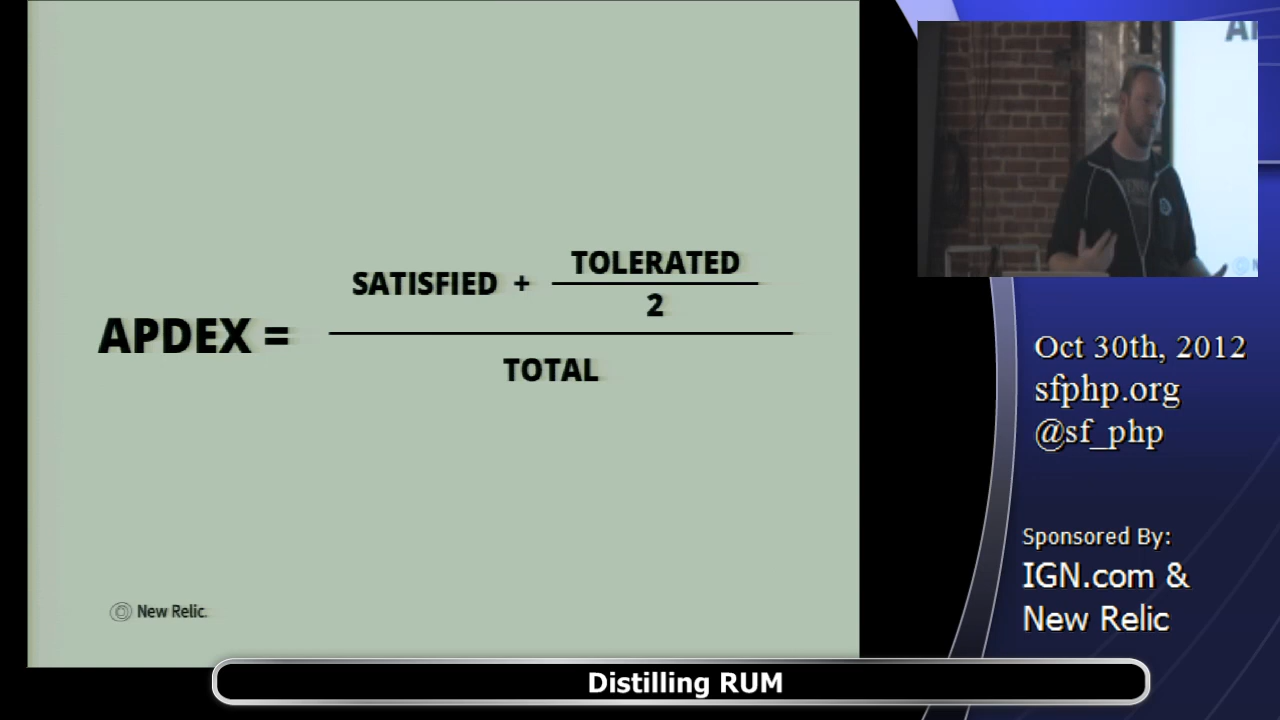 SATISFIED + TOLERATED
2
APDEX =
TOTAL
New Relic.
Oct 30th, 2012
sfphp.org
@sf_php
Sponsored By:
IGN.com &
New Relic
Distilling RUM